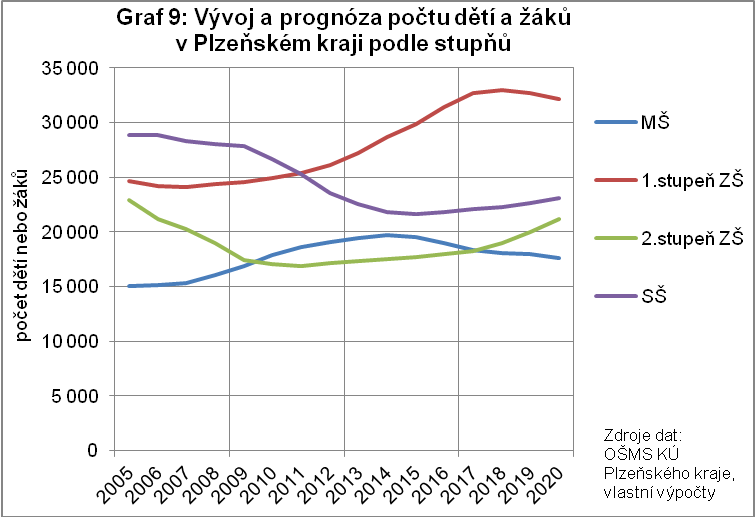 Graf 9: Vývoj a prognóza počtu dětí a žáků
v Plzeňském kraji podle stupňů
počet dětí nebo žáků
35 000
30 000
25 000
20 000
15 000
10 000
5 000
0
2005
2006
2007
2008
2009
2010
2011
2012
2013
2014
2015
2016
2017
2018
2019
2020
MŠ
1.stupeň ZŠ
2.stupeň ZŠ
SŠ
Zdroje dat:
OŠMS KÚ
Plzeňského kraje,
vlastní výpočty